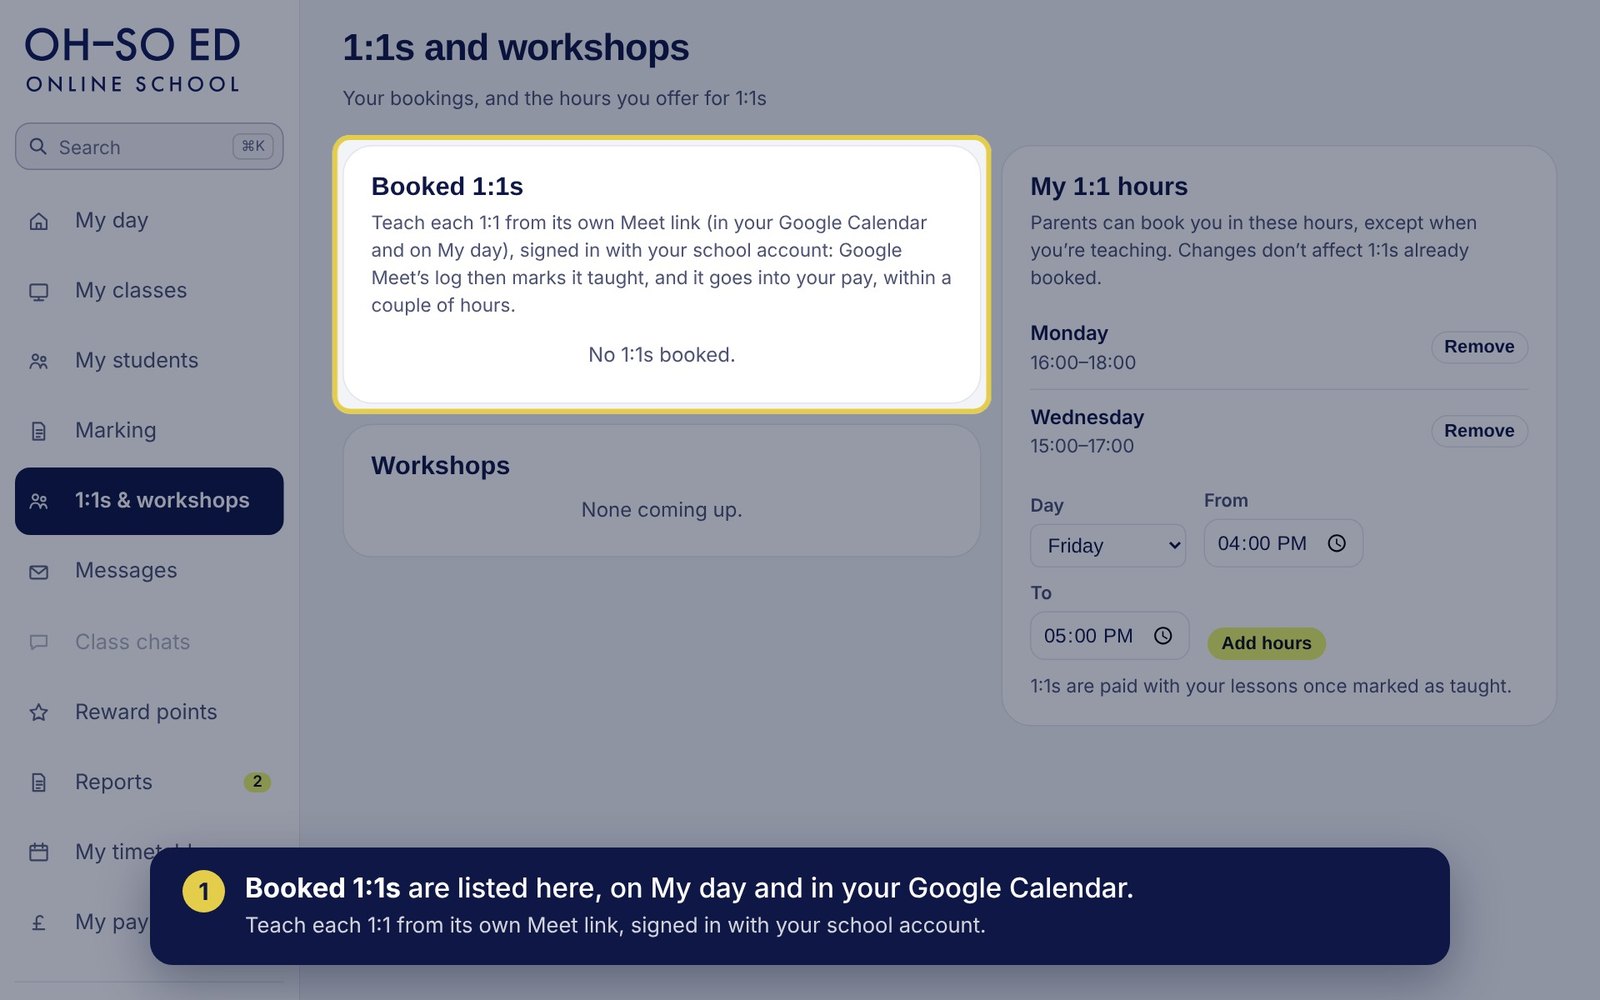 OH–SO ED
ONLINE SCHOOL
Search
⌘K
My day
My classes
My students
Marking
1:1s & workshops
Messages
Class chats
Reward points
Reports
2
My
My pay
1:1s and workshops
Your bookings, and the hours you offer for 1:1s
Booked 1:1s
Teach each 1:1 from its own Meet link (in your Google Calendar
and on My day), signed in with your school account: Google
Meet’s log then marks it taught, and it goes into your pay, within a
couple of hours.
No 1:1s booked.
Workshops
None coming up.
My 1:1 hours
Parents can book you in these hours, except when
you’re teaching. Changes don’t affect 1:1s already
booked.
Monday
16:00–18:00
Remove
Wednesday
15:00–17:00
Remove
Day
From
Friday
04:00 PM
To
05:00 PM
Add hours
1:1s are paid with your lessons once marked as taught.
1
Booked 1:1s are listed here, on My day and in your Google Calendar.
Teach each 1:1 from its own Meet link, signed in with your school account.